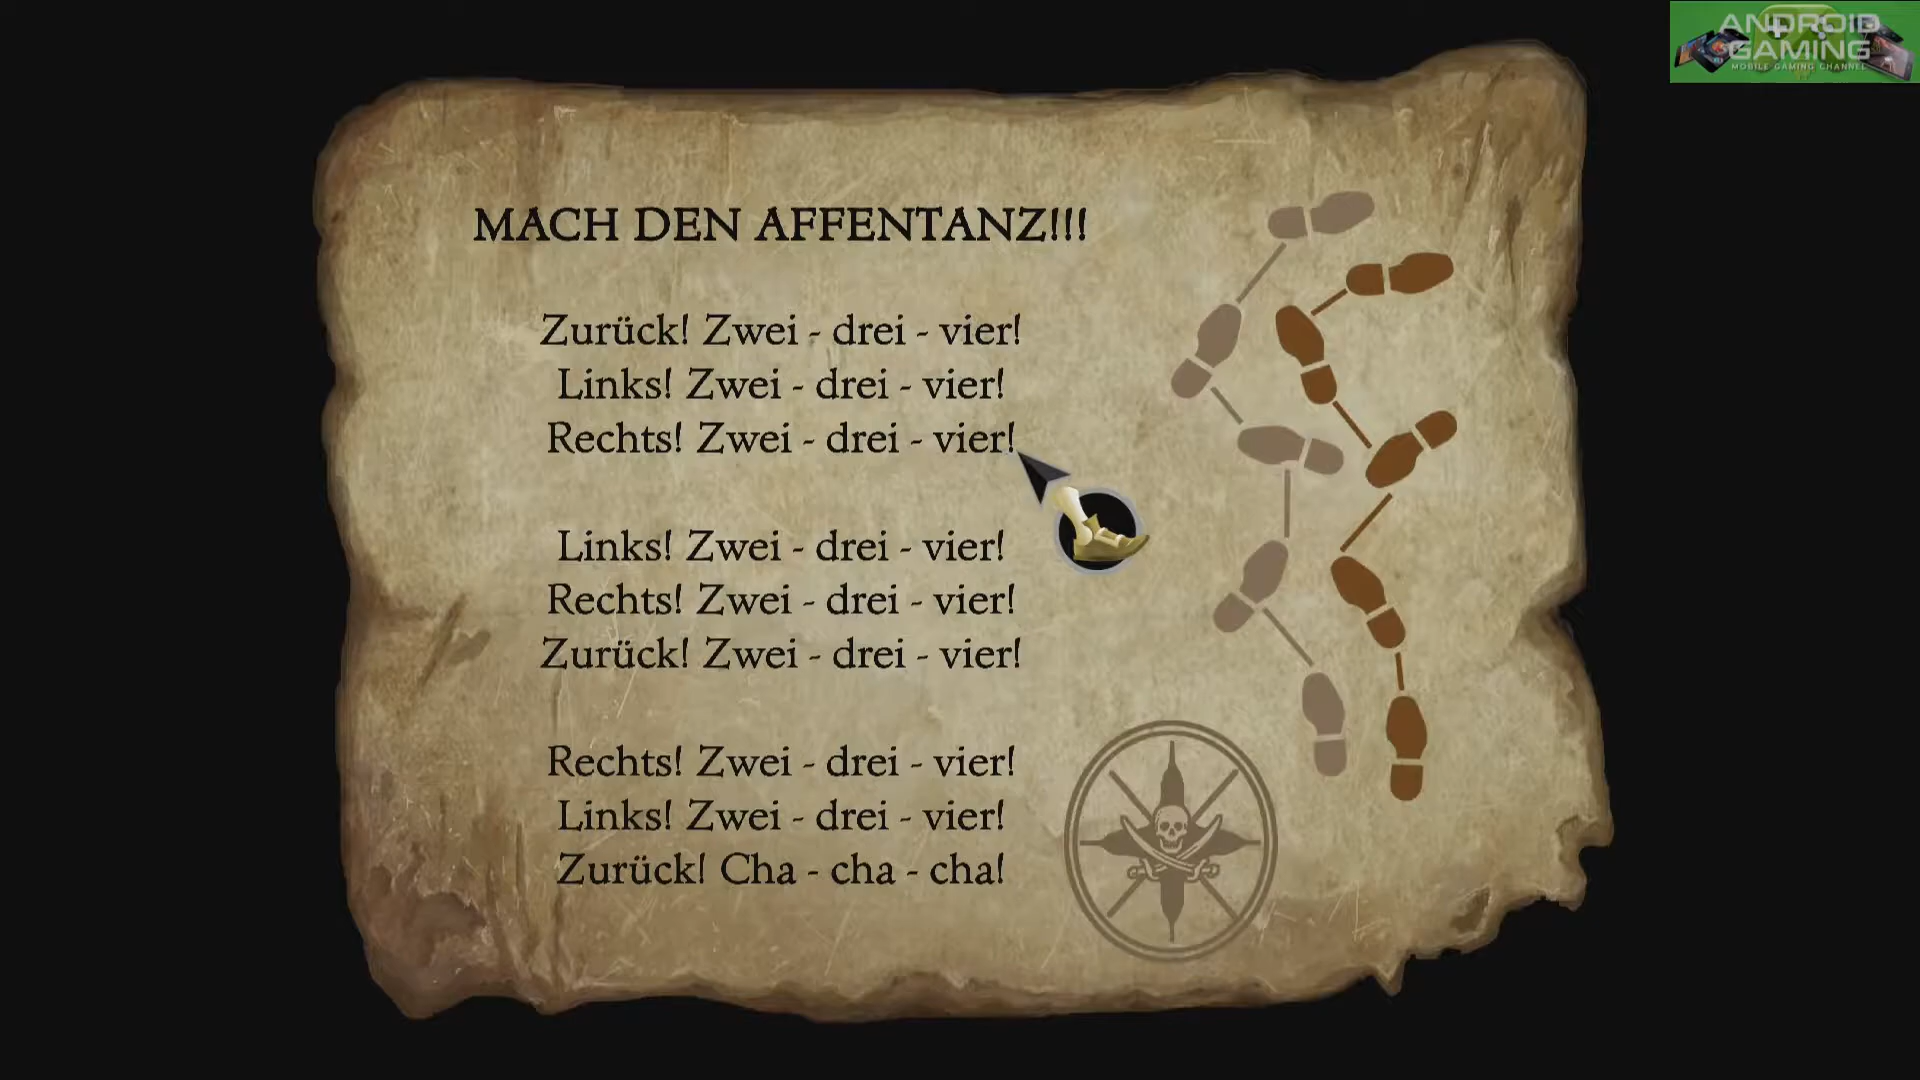 ANDROID
GAMING
MOBILE GAMING CHANNEL
MACH DEN AFFENTANZ!!!
Zurück! Zwei - drei - vier!
Links! Zwei - drei - vier!
Rechts! Zwei - drei - vier!
Links! Zwei - drei - vier!
Rechts! Zwei - drei - vier!
Zurück! Zwei - drei - vier!
Rechts! Zwei - drei - vier!
Links! Zwei - drei - vier!
Zurück! Cha - cha - cha!